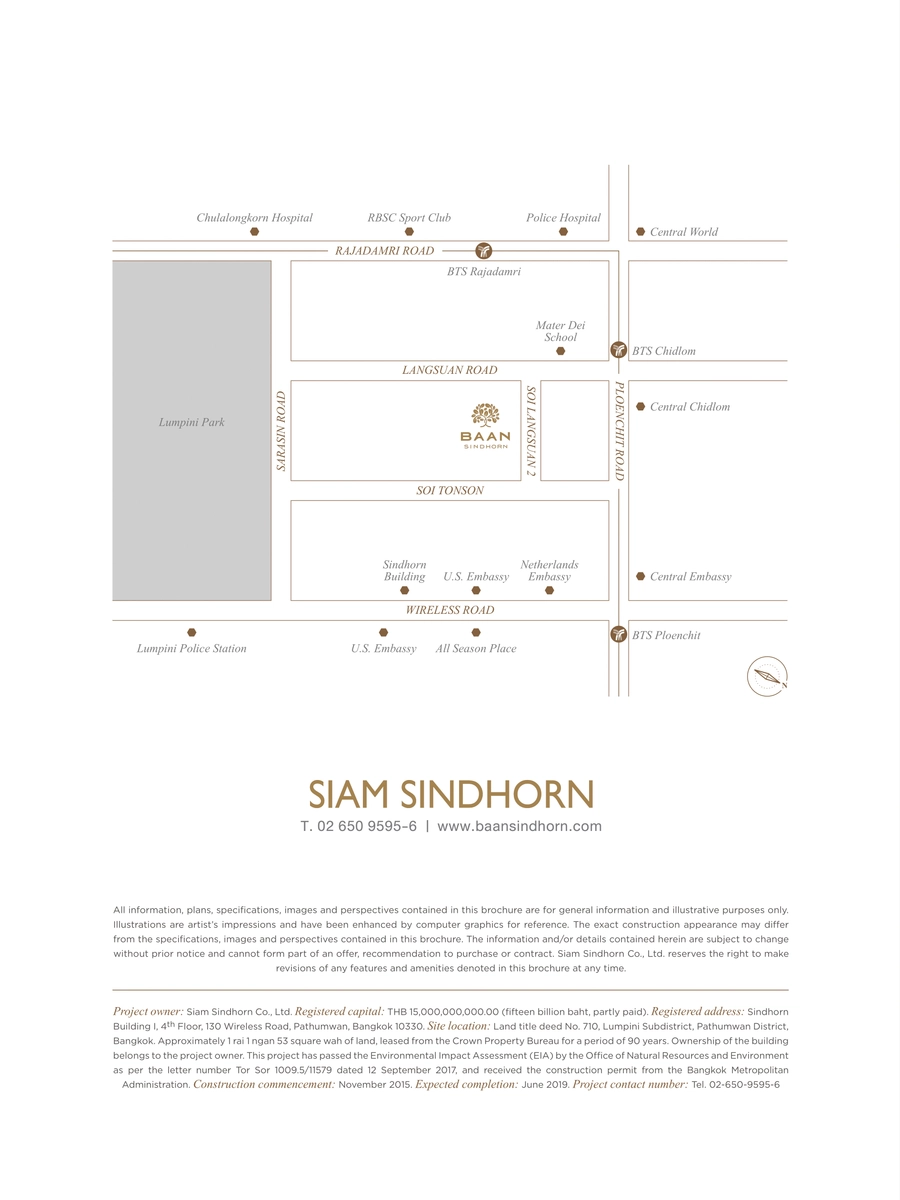 Chulalongkorn Hospital
RBSC Sport Club
Police Hospital
Central World
RAJADAMRI ROAD
BTS Rajadamri
Mater Dei
School
BTS Chidlom
LANGSUAN ROAD
Lumpini Park
SARASIN ROAD
BAAN
SINDHORN
SOI LANGSUAN 2
PLOENCHIT ROAD
Central Chidlom
SOI TONSON
Sindhorn
Building
U.S. Embassy
Netherlands
Embassy
Central Embassy
WIRELESS ROAD
Lumpini Police Station
U.S. Embassy
All Season Place
BTS Ploenchit
N
SIAM SINDHORN
T. 02 650 9595-6 | www.baansindhorn.com
All information, plans, specifications, images and perspectives contained in this brochure are for general information and illustrative purposes only.
Illustrations are artist's impressions and have been enhanced by computer graphics for reference. The exact construction appearance may differ
from the specifications, images and perspectives contained in this brochure. The information and/or details contained herein are subject to change
without prior notice and cannot form part of an offer, recommendation to purchase or contract. Siam Sindhorn Co., Ltd. reserves the right to make
revisions of any features and amenities denoted in this brochure at any time.
Project owner: Siam Sindhorn Co., Ltd. Registered capital: THB 15,000,000,000.00 (fifteen billion baht, partly paid). Registered address: Sindhorn
Building I, 4th Floor, 130 Wireless Road, Pathumwan, Bangkok 10330. Site location: Land title deed No. 710, Lumpini Subdistrict, Pathumwan District,
Bangkok. Approximately 1 rai 1 ngan 53 square wah of land, leased from the Crown Property Bureau for a period of 90 years. Ownership of the building
belongs to the project owner. This project has passed the Environmental Impact Assessment (EIA) by the Office of Natural Resources and Environment
as per the letter number Tor Sor 1009.5/11579 dated 12 September 2017, and received the construction permit from the Bangkok Metropolitan
Administration. Construction commencement: November 2015. Expected completion: June 2019. Project contact number: Tel. 02-650-9595-6